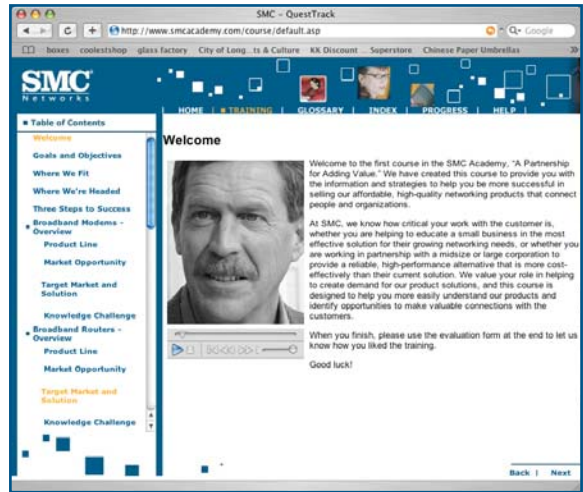 SMC – QuestTrack
http://www.smcacademy.com/course/default.asp
Q- Google
boxes coolestshop glass factory City of Long...ts & Culture KK Discount ... Superstore Chinese Paper Umbrellas
SMC
Networks
HOME | TRAINING | GLOSSARY | INDEX | PROGRESS | HELP |
Table of Contents
Welcome
Goals and Objectives
Where We Fit
Where We're Headed
Three Steps to Success
Broadband Modems –
Overview
Product Line
Market Opportunity
Target Market and
Solution
Knowledge Challenge
Broadband Routers –
Overview
Product Line
Market Opportunity
Target Market and
Solution
Knowledge Challenge
Welcome
Welcome to the first course in the SMC Academy, "A Partnership
for Adding Value." We have created this course to provide you with
the information and strategies to help you be more successful in
selling our affordable, high-quality networking products that connect
people and organizations.
At SMC, we know how critical your work with the customer is,
whether you are helping to educate a small business in the most
effective solution for their growing networking needs, or whether you
are working in partnership with a midsize or large corporation to
provide a reliable, high-performance alternative that is more cost-
effectively than their current solution. We value your role in helping
to create demand for our product solutions, and this course is
designed to help you more easily understand our products and
identify opportunities to make valuable connections with the
customers.
When you finish, please use the evaluation form at the end to let us
know how you liked the training.
Good luck!
Back | Next